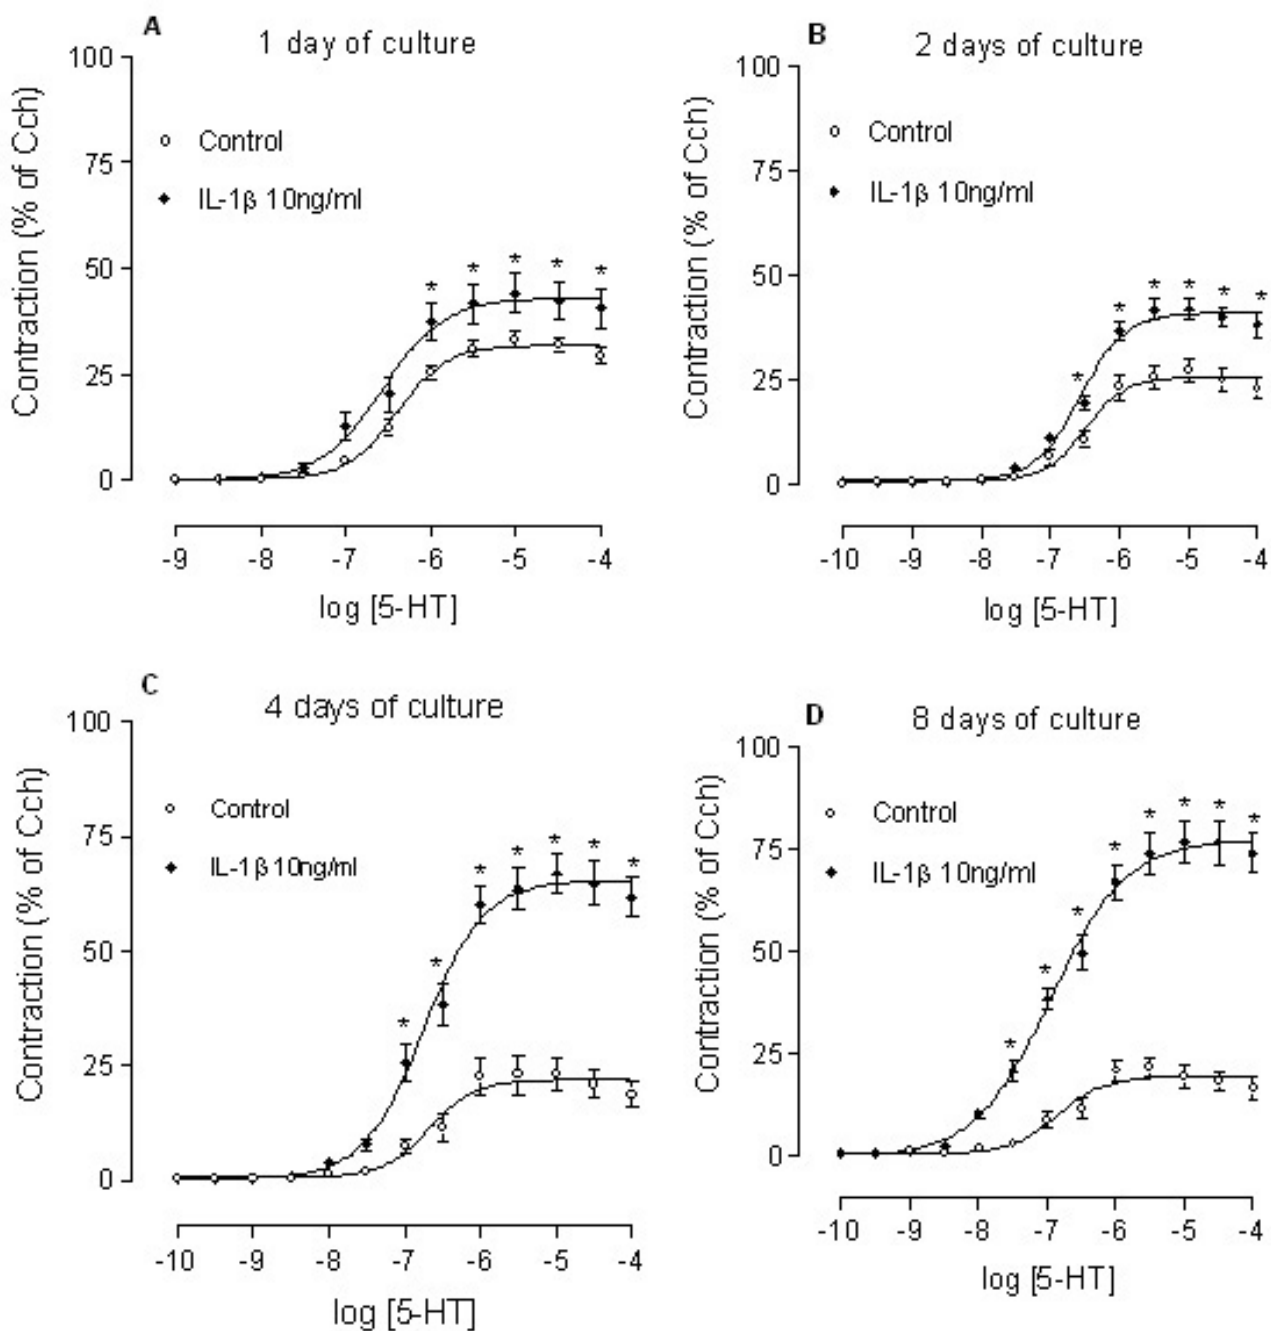 A
1 day of culture
Contraction (% of Cch)
100
75
50
25
0
Control
IL-1β 10ng/ml
* * * * *
-9 -8 -7 -6 -5 -4
log [5-HT]
B
2 days of culture
Contraction (% of Cch)
100
75
50
25
0
Control
IL-1β 10ng/ml
* * * * * *
-10 -9 -8 -7 -6 -5 -4
log [5-HT]
C
4 days of culture
Contraction (% of Cch)
100
75
50
25
0
Control
IL-1β 10ng/ml
* * * * * * *
-10 -9 -8 -7 -6 -5 -4
log [5-HT]
D
8 days of culture
Contraction (% of Cch)
100
75
50
25
0
Control
IL-1β 10ng/ml
* * * * * * * *
-10 -9 -8 -7 -6 -5 -4
log [5-HT]